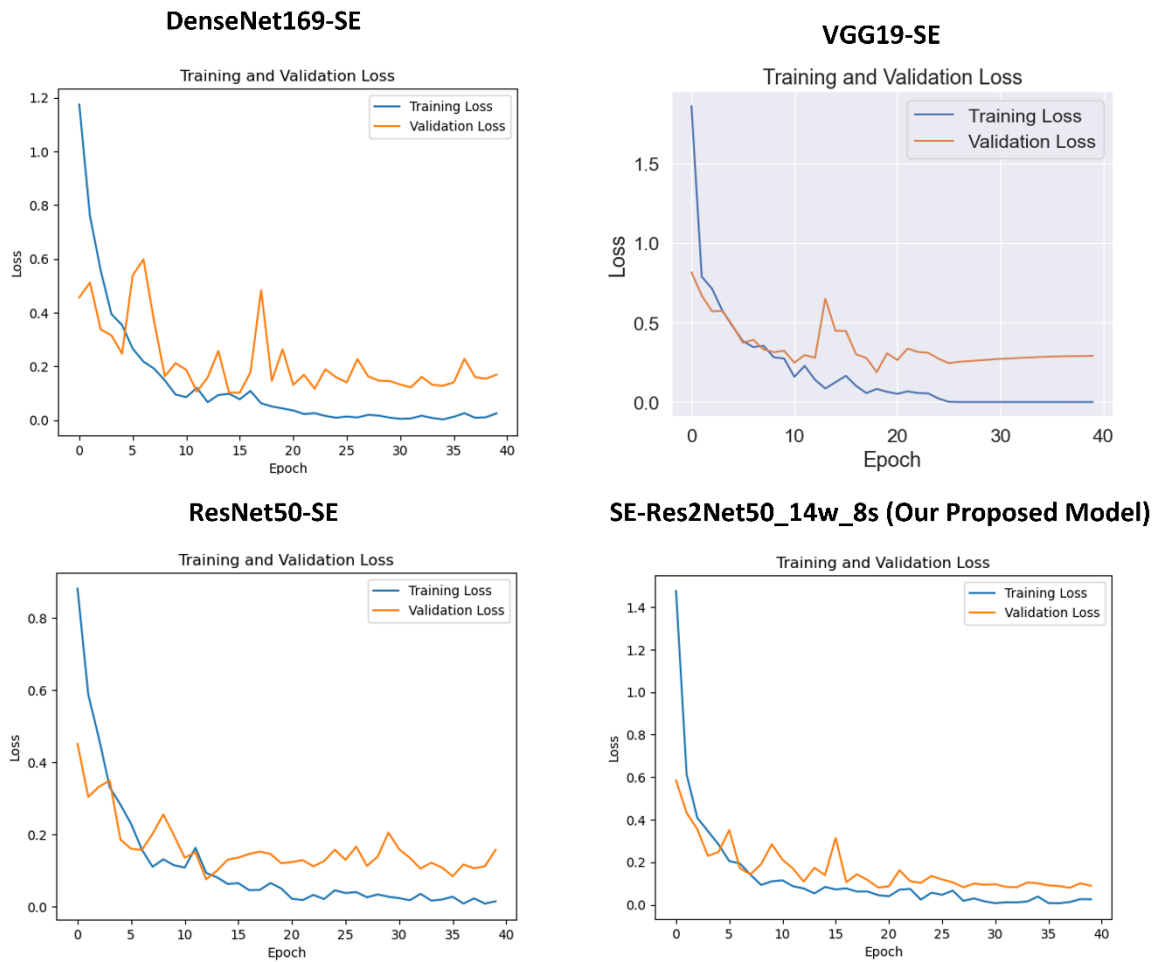 DenseNet169-SE
Training and Validation Loss
Training Loss
Validation Loss
Loss
1.2
1.0
0.8
0.6
0.4
0.2
0.0
0 5 10 15 20 25 30 35 40
Epoch
VGG19-SE
Training and Validation Loss
Training Loss
Validation Loss
Loss
1.5
1.0
0.5
0.0
0 10 20 30 40
Epoch
ResNet50-SE
Training and Validation Loss
Training Loss
Validation Loss
Loss
0.8
0.6
0.4
0.2
0.0
0 5 10 15 20 25 30 35 40
Epoch
SE-Res2Net50_14w_8s (Our Proposed Model)
Training and Validation Loss
Training Loss
Validation Loss
Loss
1.4
1.2
1.0
0.8
0.6
0.4
0.2
0.0
0 5 10 15 20 25 30 35 40
Epoch